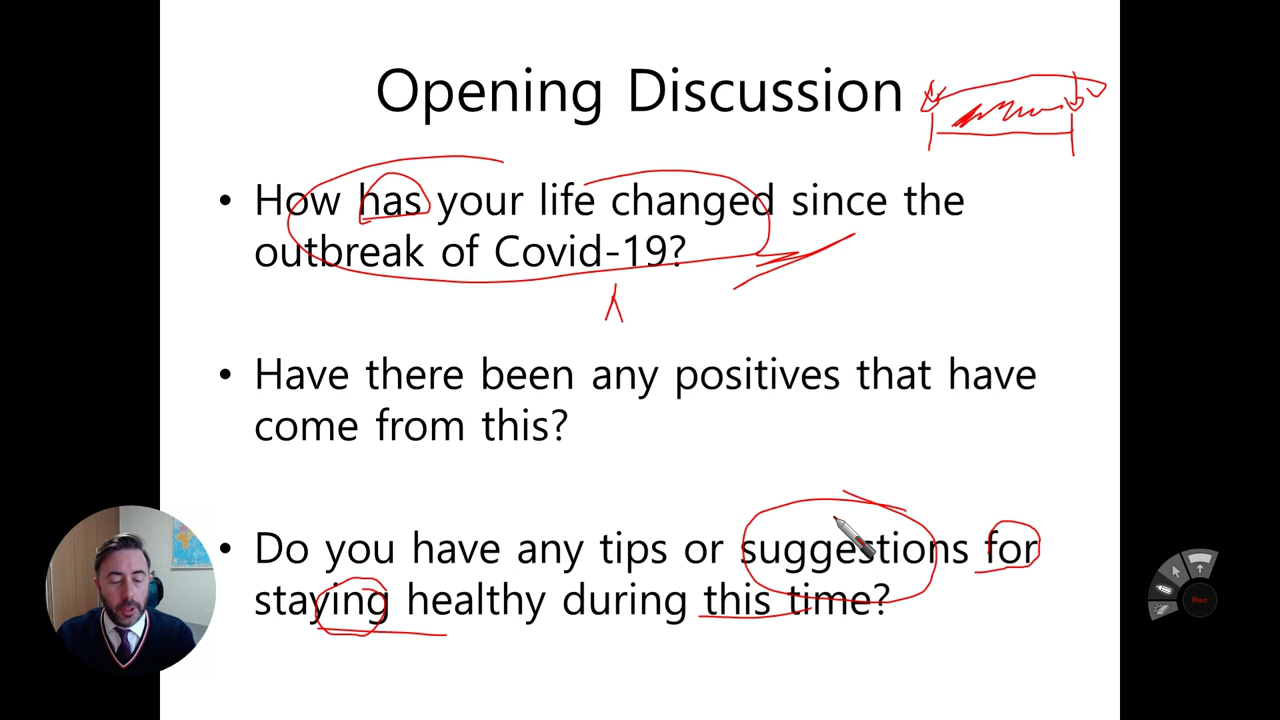 Opening Discussion
• How has your life changed since the
outbreak of Covid-19?
• Have there been any positives that have
come from this?
• Do you have any tips or suggestions for
staying healthy during this time?
Rec